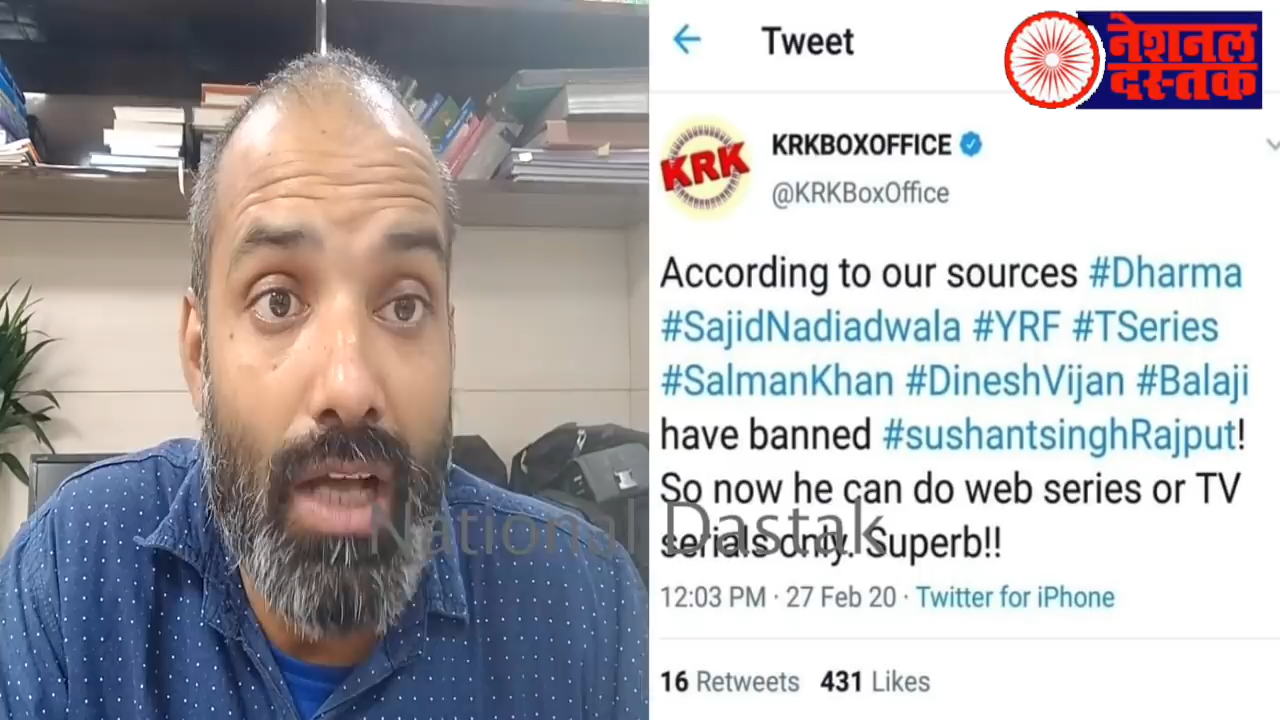 Tweet
नेशनल
दस्तक
KRK
KRKBOXOFFICE
@KRKBoxOffice
According to our sources #Dharma
#SajidNadiadwala #YRF #TSeries
#SalmanKhan #DineshVijan #Balaji
have banned #sushantsinghRajput!
So now he can do web series or TV
serials only. Superb!!
National Dastak
12:03 PM · 27 Feb 20 · Twitter for iPhone
16 Retweets 431 Likes